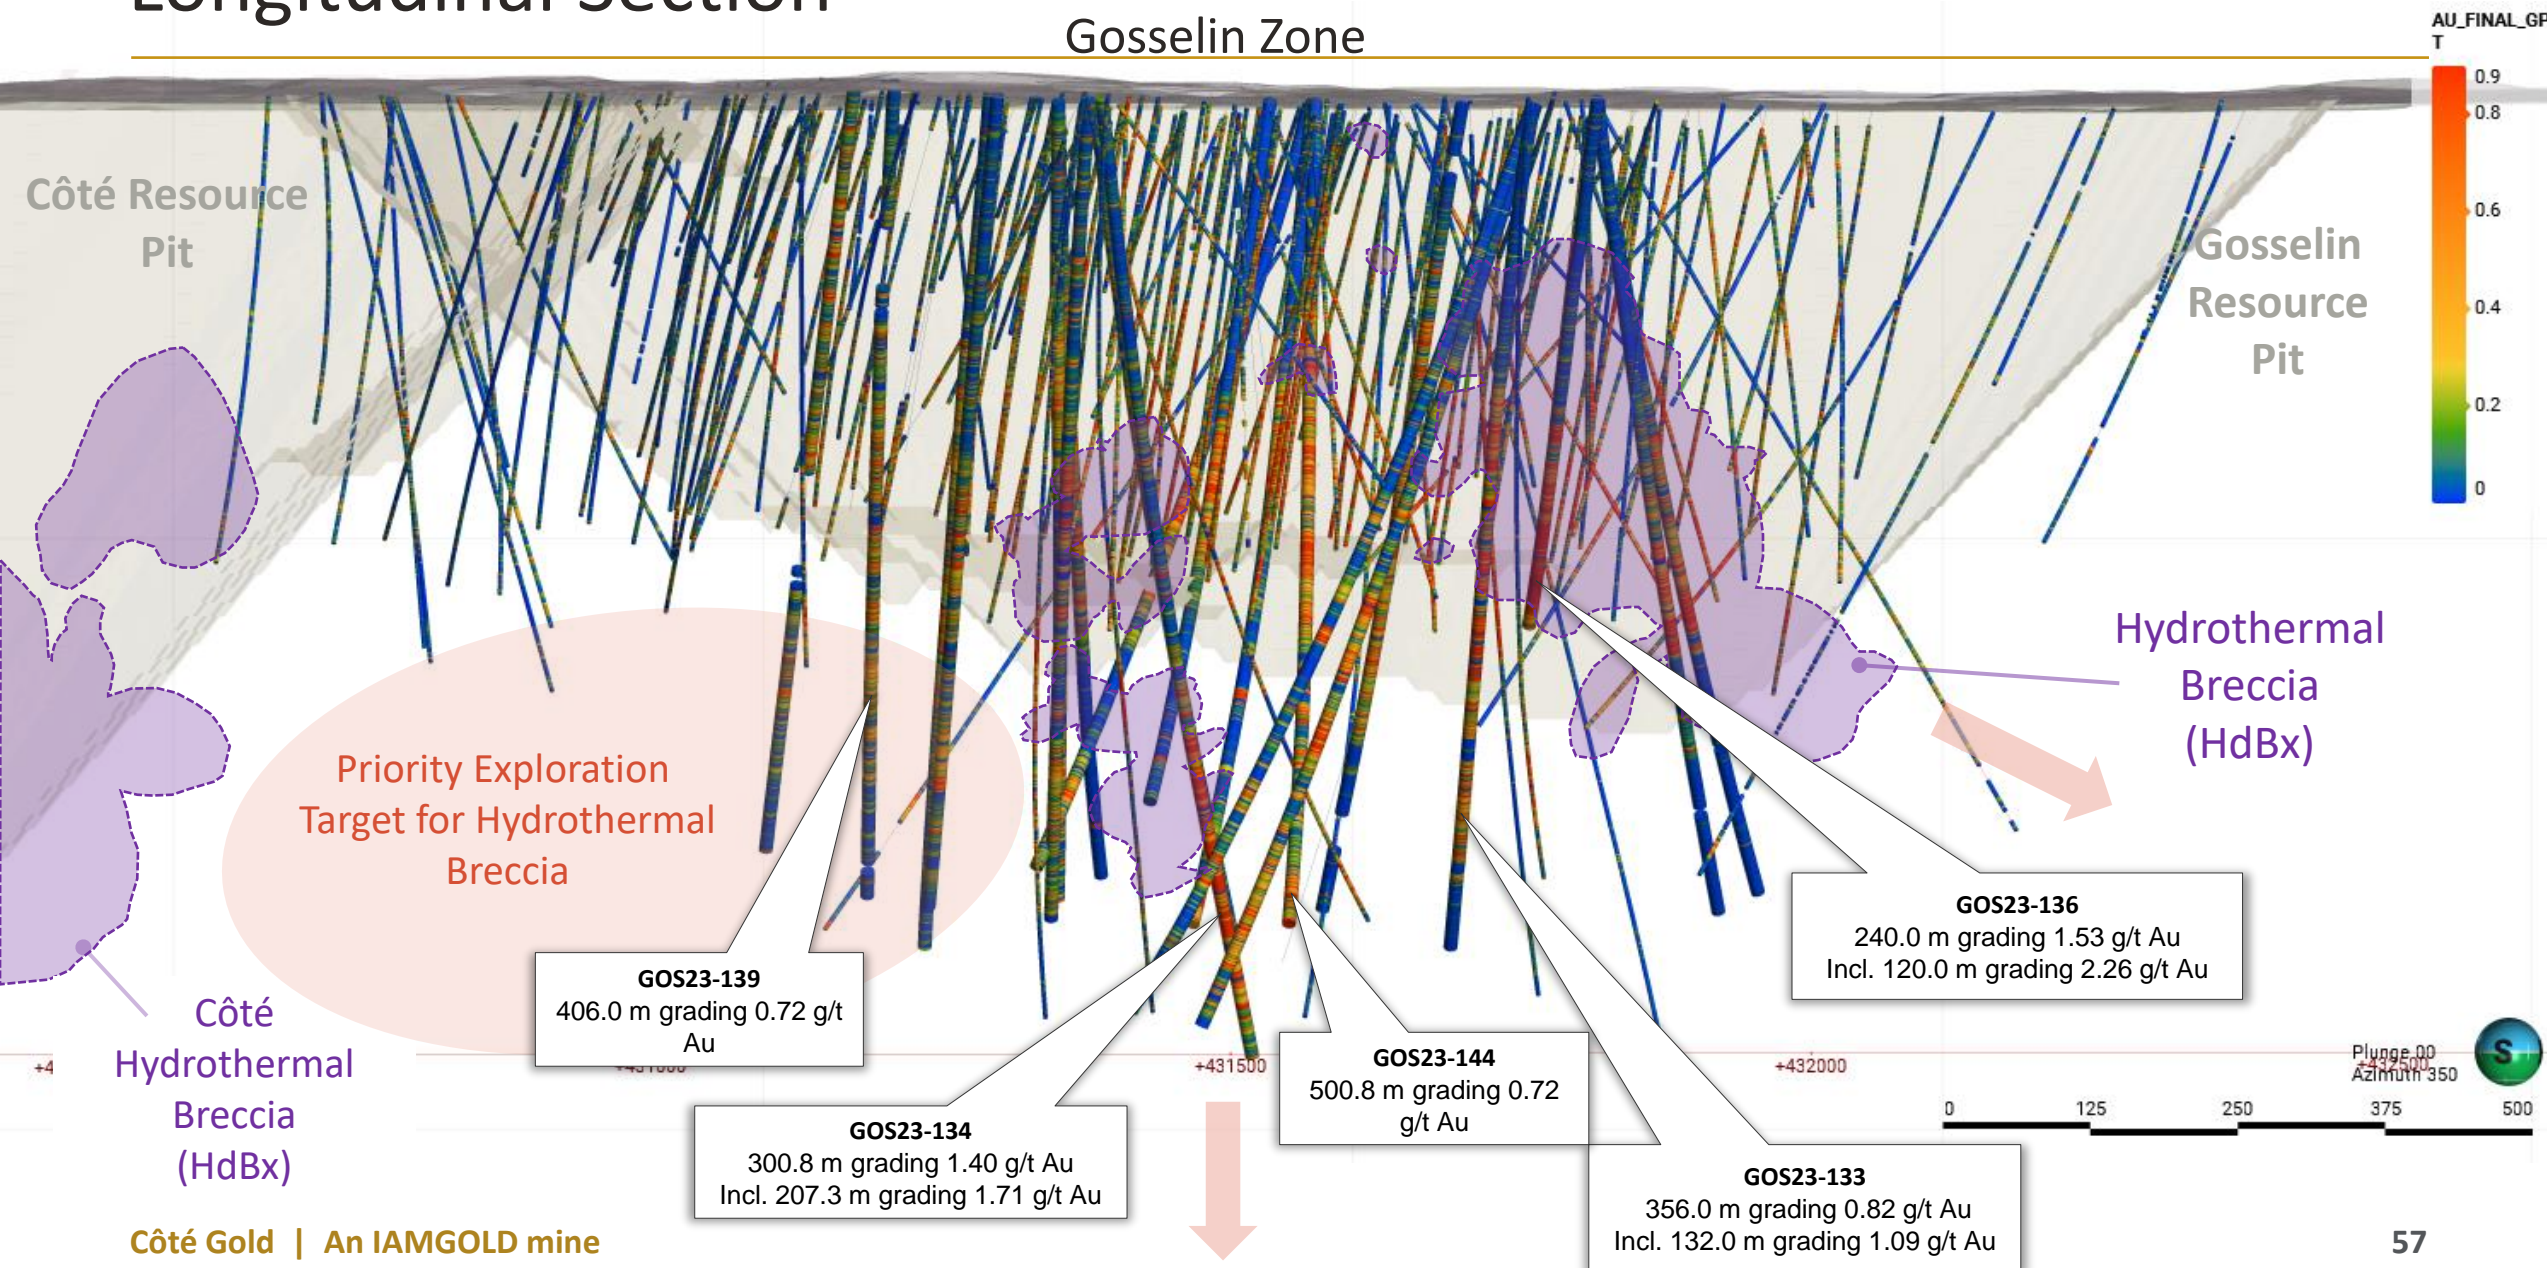 Longitudinal Section
Gosselin Zone
AU_FINAL_GP
T
0.9
0.8
0.6
0.4
0.2
0
Côté Resource
Pit
Gosselin
Resource
Pit
Hydrothermal
Breccia
(HdBx)
Priority Exploration
Target for Hydrothermal
Breccia
GOS23-136
240.0 m grading 1.53 g/t Au
Incl. 120.0 m grading 2.26 g/t Au
GOS23-139
406.0 m grading 0.72 g/t
Au
Côté
Hydrothermal
Breccia
(HdBx)
GOS23-144
500.8 m grading 0.72
g/t Au
GOS23-134
300.8 m grading 1.40 g/t Au
Incl. 207.3 m grading 1.71 g/t Au
GOS23-133
356.0 m grading 0.82 g/t Au
Incl. 132.0 m grading 1.09 g/t Au
+4
+431500
+432000
+432500
Plunge 00
Azimuth 350
S
0 125 250 375 500
Côté Gold | An IAMGOLD mine
57